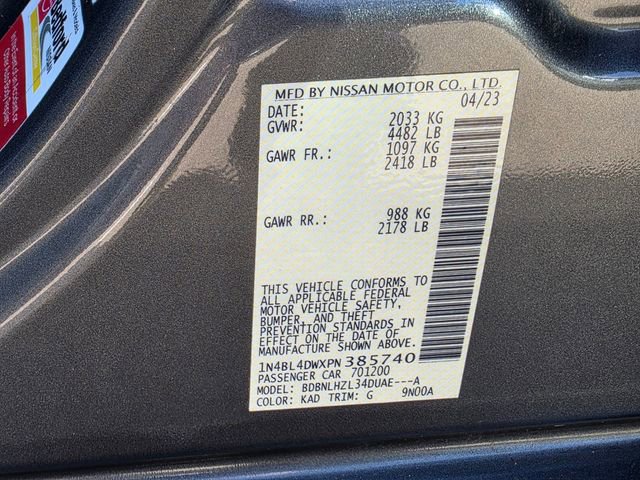 MFD BY NISSAN MOTOR CO., LTD.
DATE: 04/23
GVWR: 2033 KG
4482 LB
GAWR FR.: 1097 KG
2418 LB
GAWR RR.: 988 KG
2178 LB
THIS VEHICLE CONFORMS TO
ALL APPLICABLE FEDERAL
MOTOR VEHICLE SAFETY,
BUMPER, AND THEFT
PREVENTION STANDARDS IN
EFFECT ON THE DATE OF
MANUFACTURE SHOWN ABOVE.
1N4BL4DWXPN385740
PASSENGER CAR 701200
MODEL: BDBNLHZL34DUAE---A
COLOR: KAD TRIM: G 9N00A